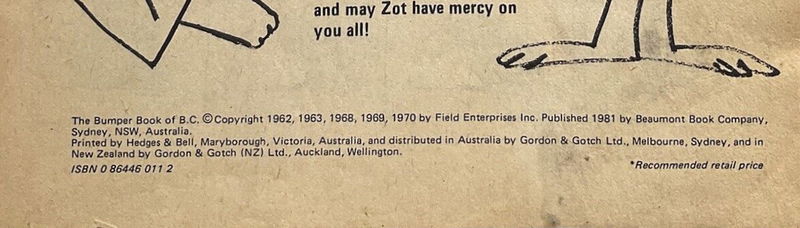 and may Zot have mercy on
you all!
The Bumper Book of B.C. ©Copyright 1962, 1963, 1968, 1969, 1970 by Field Enterprises Inc. Published 1981 by Beaumont Book Company,
Sydney, NSW, Australia.
Printed by Hedges & Bell, Maryborough, Victoria, Australia, and distributed in Australia by Gordon & Gotch Ltd., Melbourne, Sydney, and in
New Zealand by Gordon & Gotch (NZ) Ltd., Auckland, Wellington.
ISBN 0 86446 011 2
*Recommended retail price